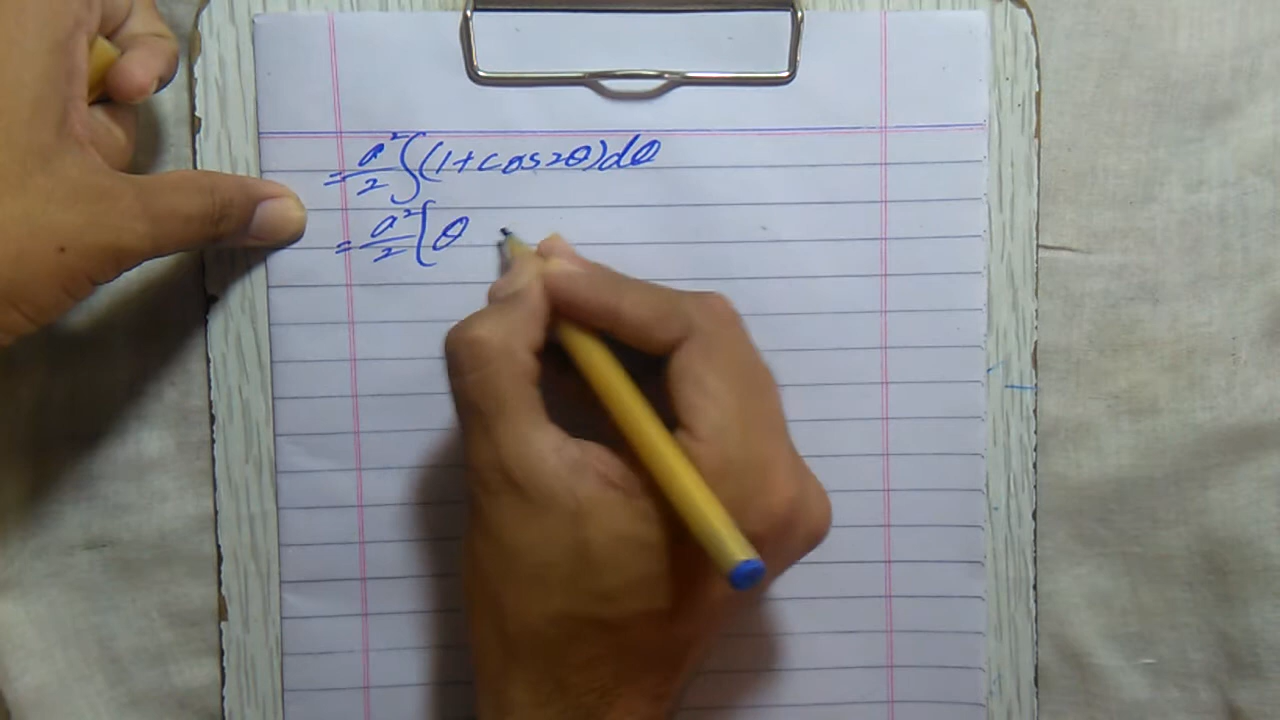 = a²/2 ∫(1+cos2θ)dθ
= a²/2 [θ